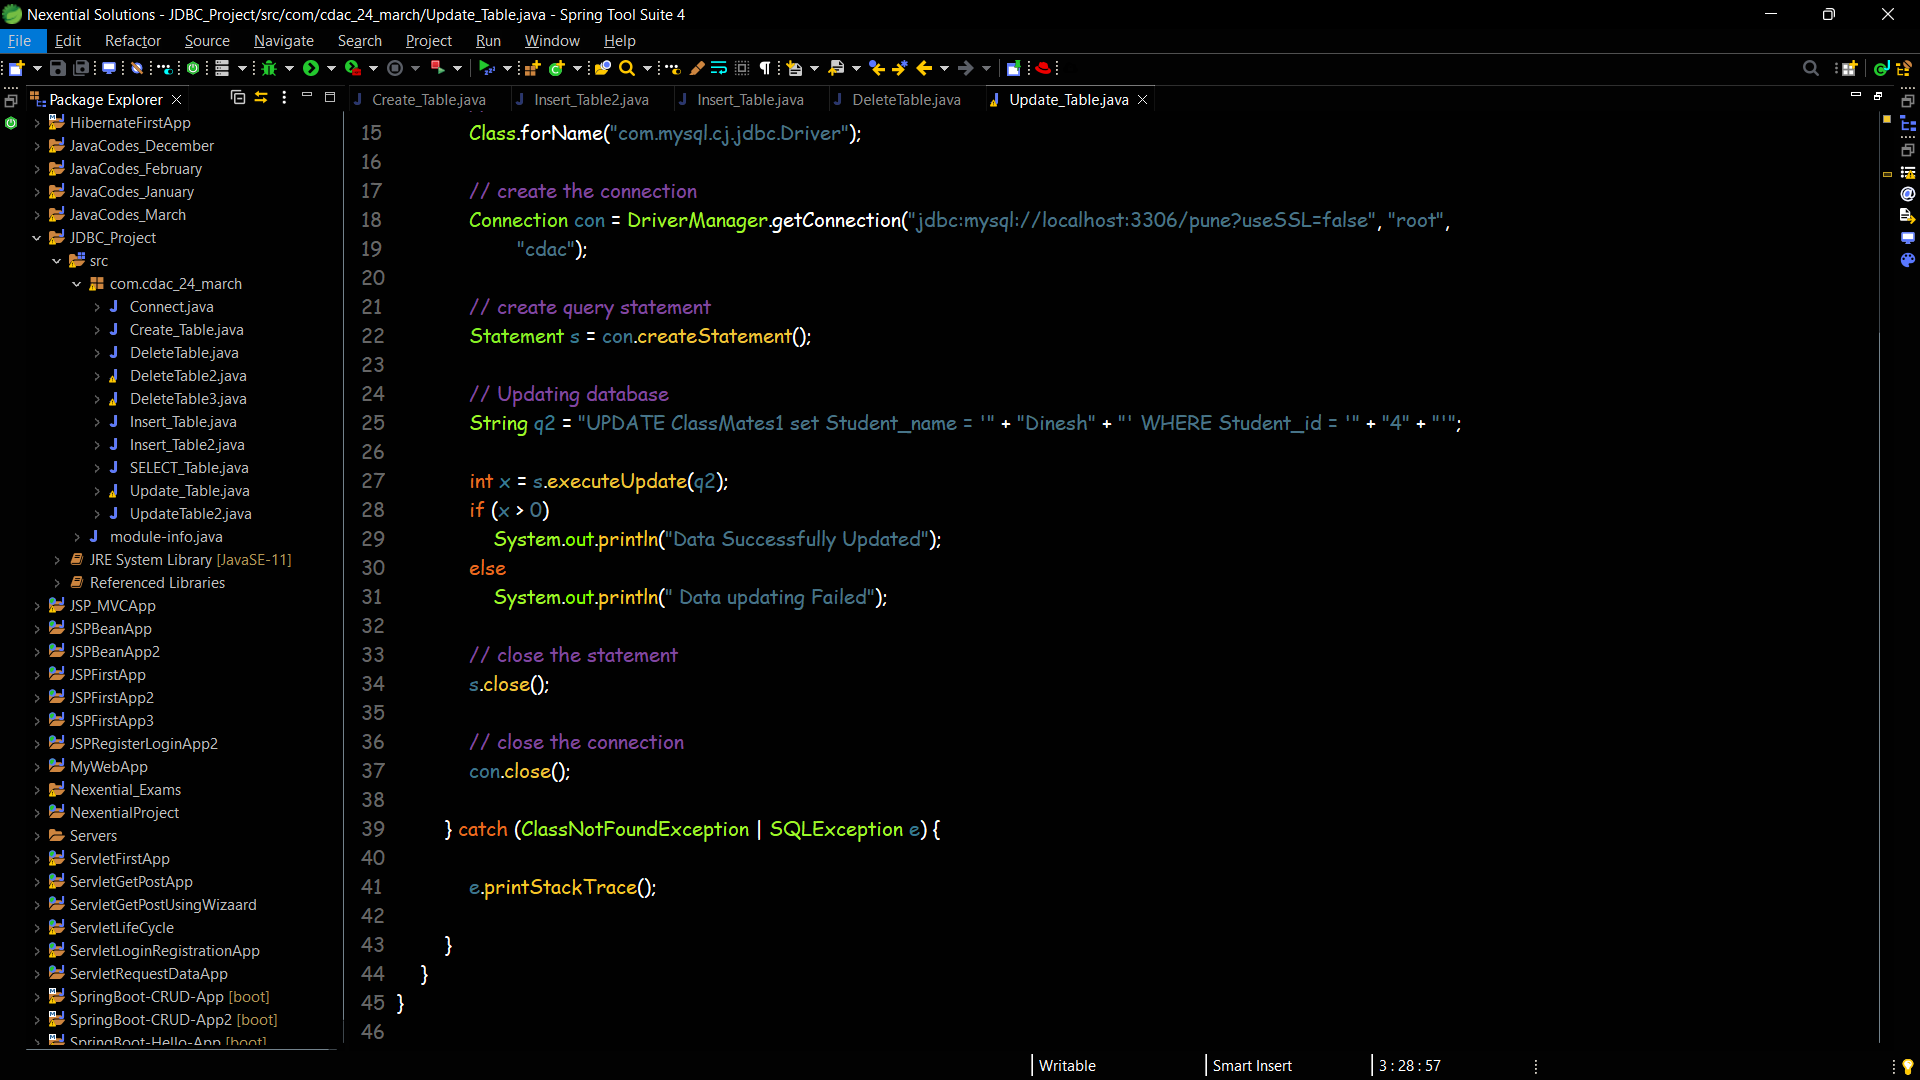 Nexential Solutions - JDBC_Project/src/com/cdac_24_march/Update_Table.java - Spring Tool Suite 4
File Edit Refactor Source Navigate Search Project Run Window Help
Package Explorer
HibernateFirstApp
JavaCodes_December
JavaCodes_February
JavaCodes_January
JavaCodes_March
JDBC_Project
src
com.cdac_24_march
Connect.java
Create_Table.java
DeleteTable.java
DeleteTable2.java
DeleteTable3.java
Insert_Table.java
Insert_Table2.java
SELECT_Table.java
Update_Table.java
UpdateTable2.java
module-info.java
JRE System Library [JavaSE-11]
Referenced Libraries
JSP_MVCApp
JSPBeanApp
JSPBeanApp2
JSPFirstApp
JSPFirstApp2
JSPFirstApp3
JSPRegisterLoginApp2
MyWebApp
Nexential_Exams
NexentialProject
Servers
ServletFirstApp
ServletGetPostApp
ServletGetPostUsingWizaard
ServletLifeCycle
ServletLoginRegistrationApp
ServletRequestDataApp
SpringBoot-CRUD-App [boot]
SpringBoot-CRUD-App2 [boot]
SpringBoot-Hello-App [boot]
Create_Table.java Insert_Table2.java Insert_Table.java DeleteTable.java Update_Table.java
15 Class.forName("com.mysql.cj.jdbc.Driver");
16
17 // create the connection
18 Connection con = DriverManager.getConnection("jdbc:mysql://localhost:3306/pune?useSSL=false", "root",
19 "cdac");
20
21 // create query statement
22 Statement s = con.createStatement();
23
24 // Updating database
25 String q2 = "UPDATE ClassMates1 set Student_name = '" + "Dinesh" + "' WHERE Student_id = '" + "4" + "'";
26
27 int x = s.executeUpdate(q2);
28 if (x > 0)
29 System.out.println("Data Successfully Updated");
30 else
31 System.out.println(" Data updating Failed");
32
33 // close the statement
34 s.close();
35
36 // close the connection
37 con.close();
38
39 } catch (ClassNotFoundException | SQLException e) {
40
41 e.printStackTrace();
42
43 }
44 }
45 }
46
Writable Smart Insert 3 : 28 : 57